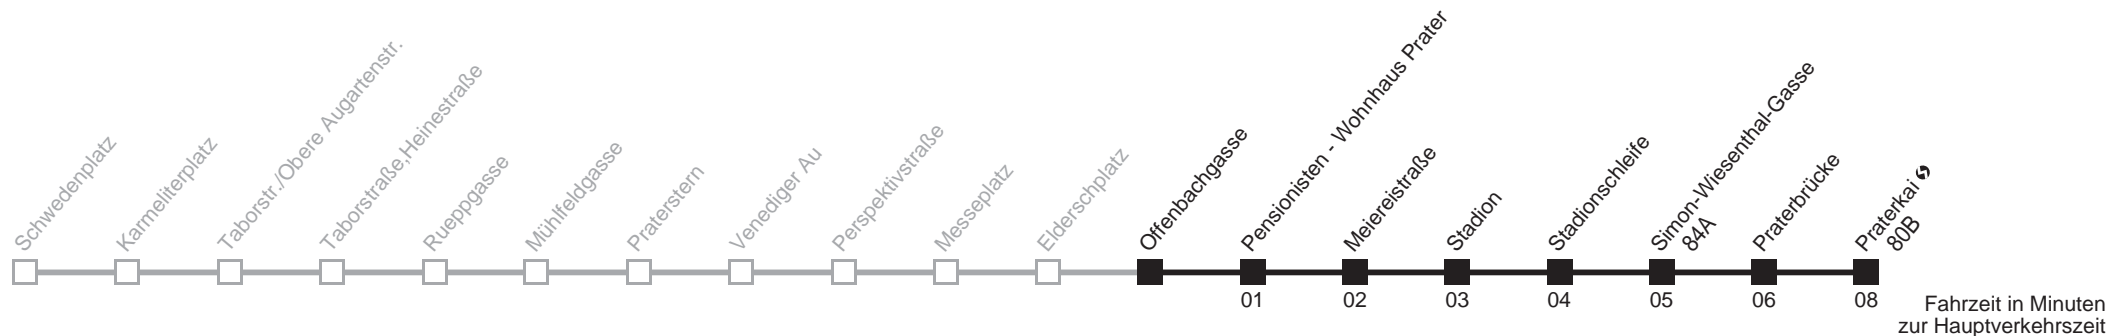 Schwedenplatz
Karmeliterplatz
Taborstr./Obere Augartenstr.
Taborstraße,Heinestraße
Rueppgasse
Mühlfeldgasse
Praterstern
Venediger Au
Perspektivstraße
Messeplatz
Elderschplatz
Offenbachgasse
Pensionisten - Wohnhaus Prater
Meiereistraße
Stadion
Stadionschleife
Simon-Wiesenthal-Gasse
84A
Praterbrücke
Praterkai
80B
01 02 03 04 05 06 08
Fahrzeit in Minuten
zur Hauptverkehrszeit